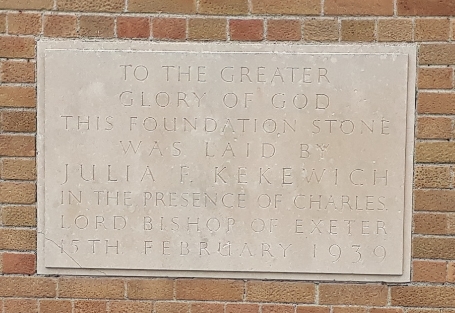 TO THE GREATER
GLORY OF GOD
THIS FOUNDATION STONE
WAS LAID BY
JULIA F. KEKEWICH
IN THE PRESENCE OF CHARLES
LORD BISHOP OF EXETER
15TH FEBRUARY 1939